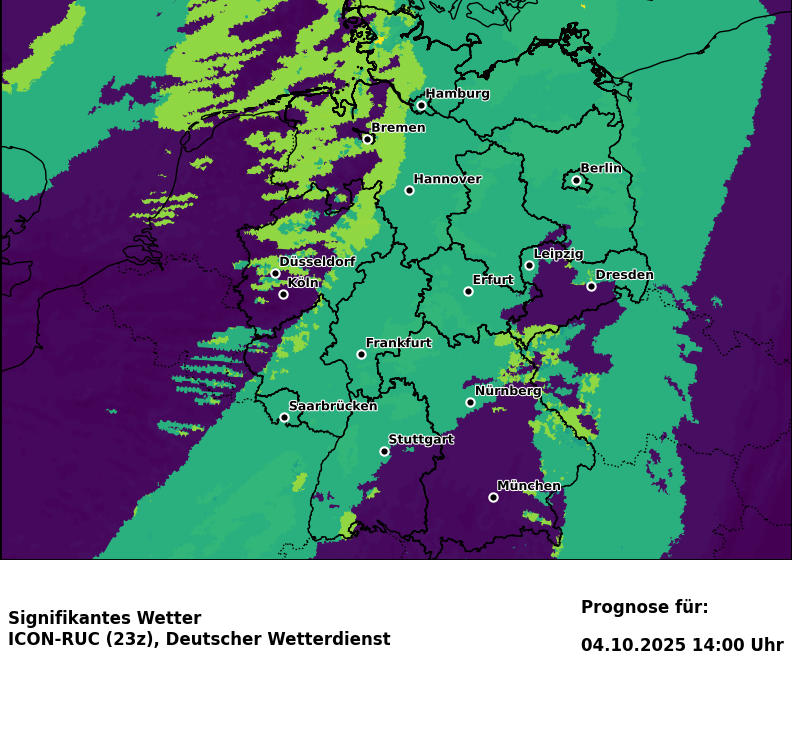 Hamburg
Bremen
Berlin
Hannover
Leipzig
Düsseldorf
Dresden
Köln
Erfurt
Frankfurt
Nürnberg
Saarbrücken
Stuttgart
München
Signifikantes Wetter
ICON-RUC (23z), Deutscher Wetterdienst
Prognose für:
04.10.2025 14:00 Uhr